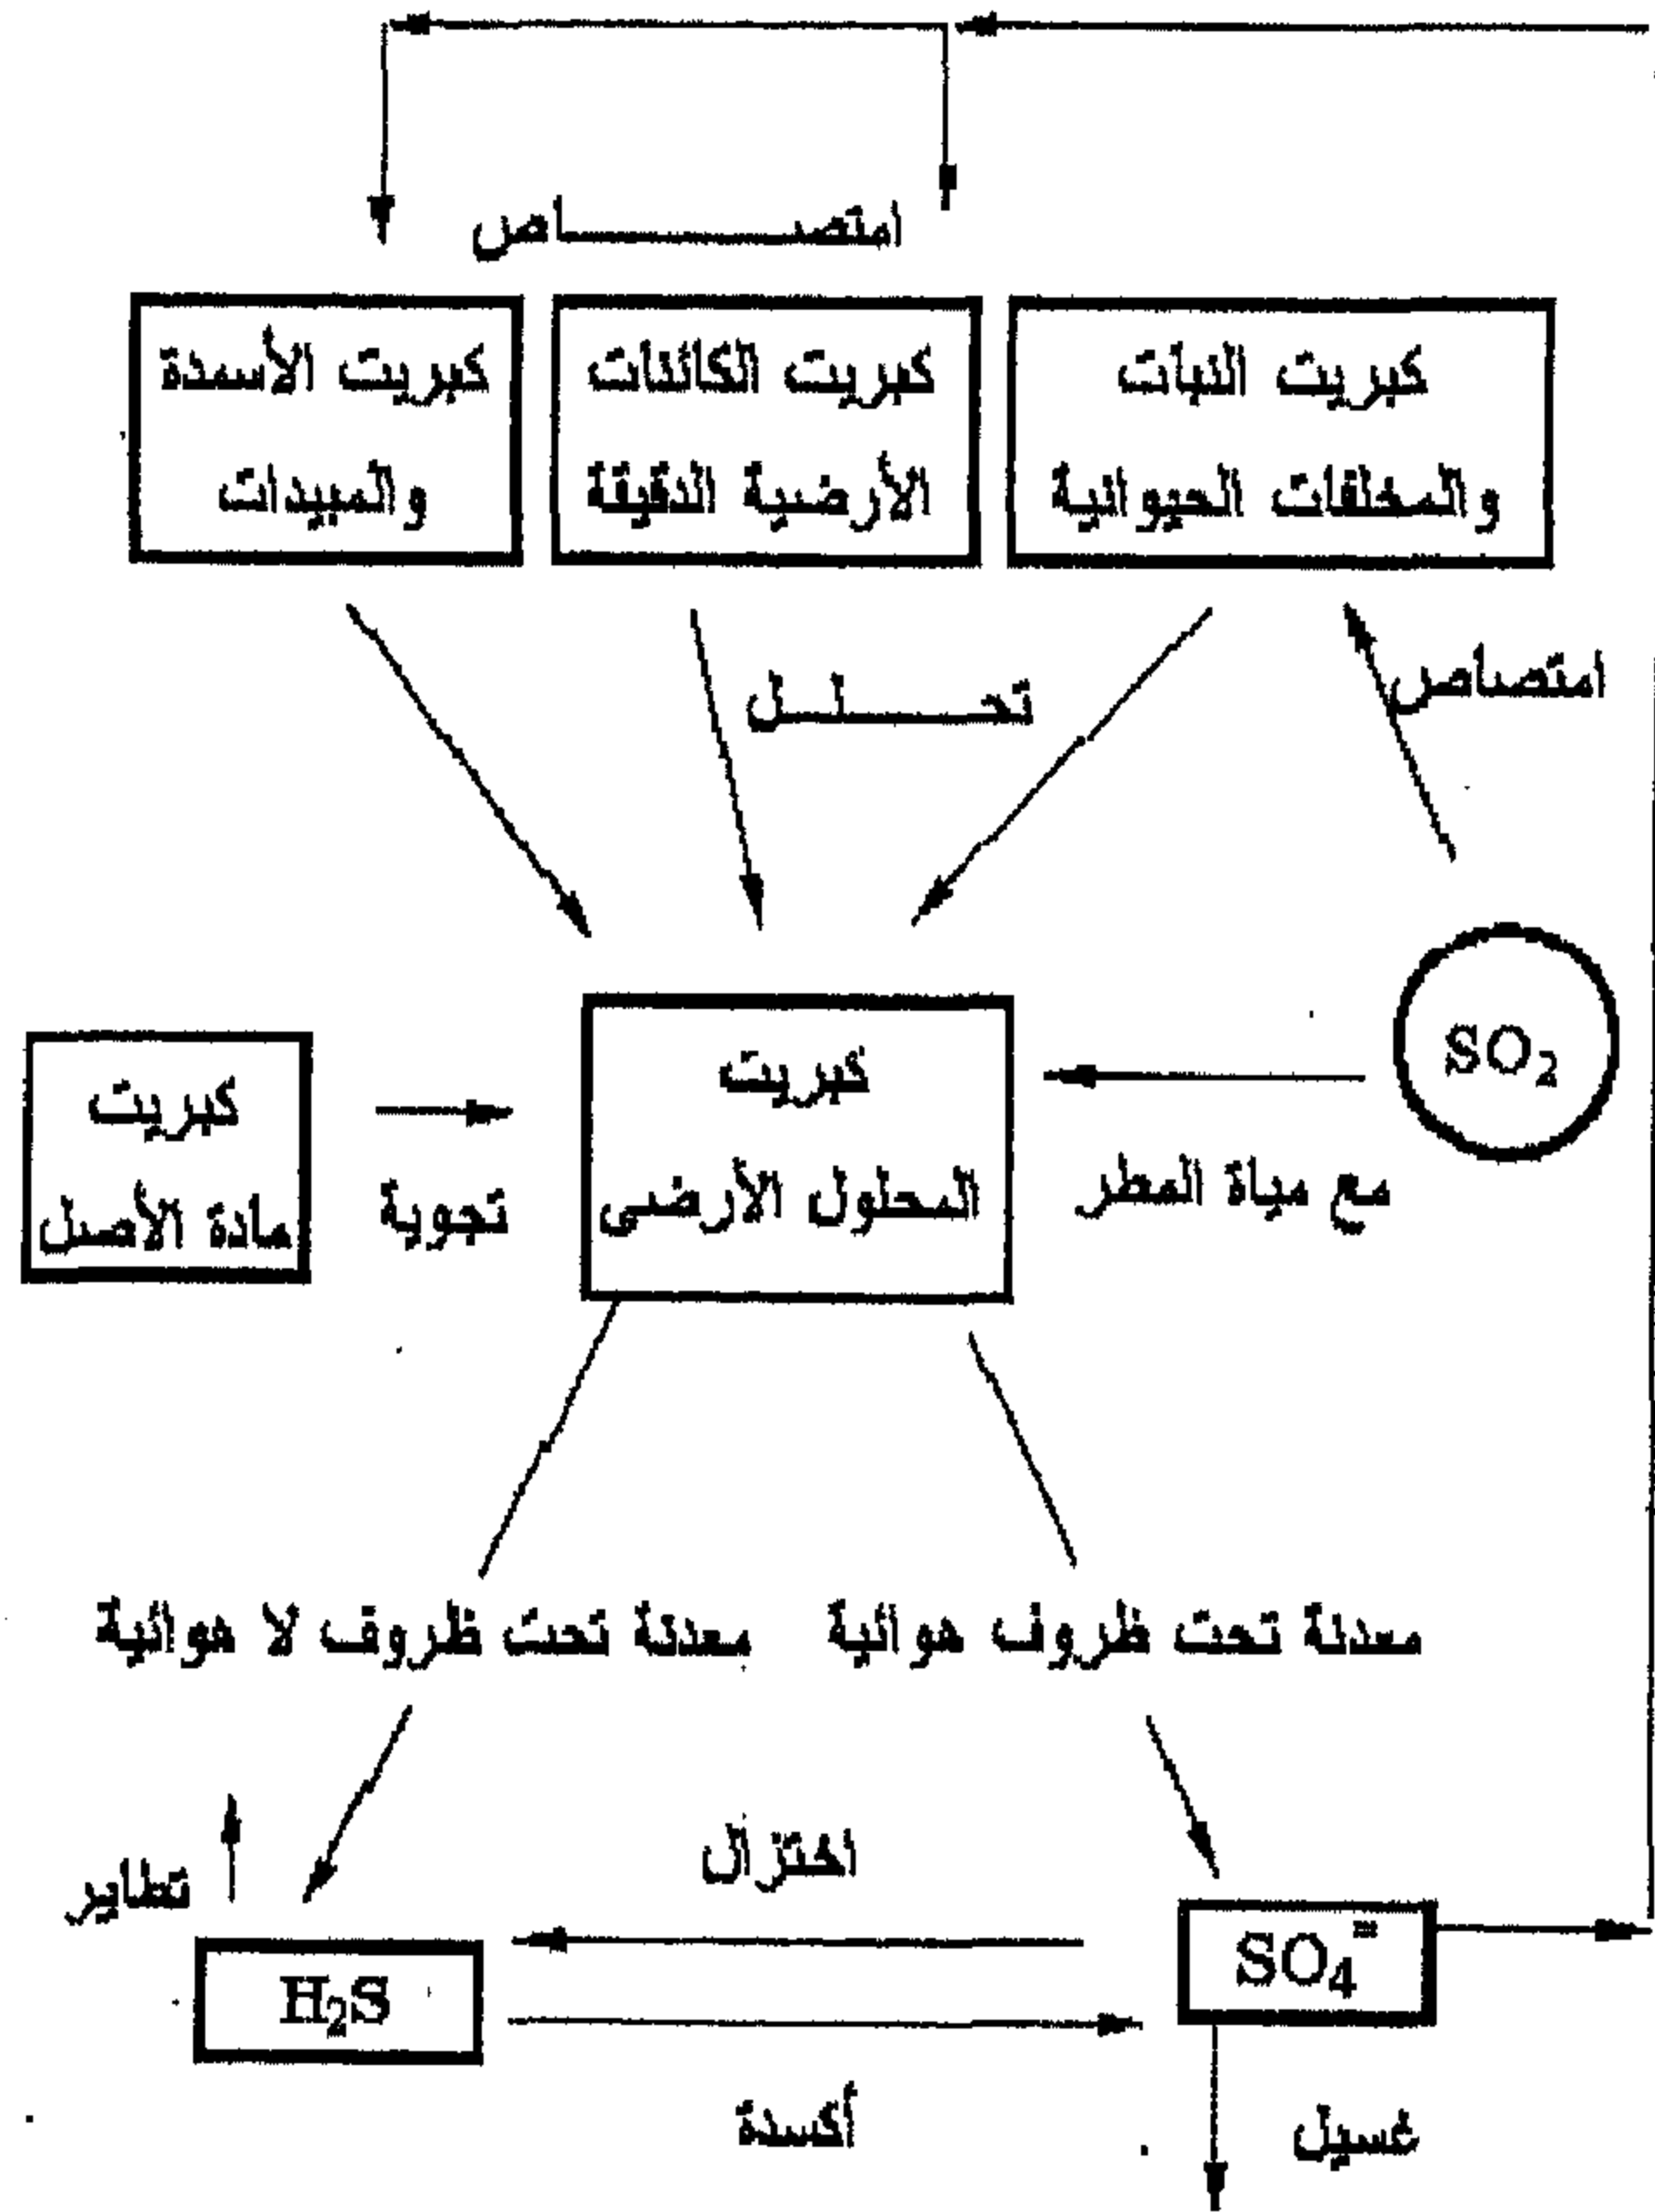 امتصاص
كبريت النبات
والمخلفات الحيوانية
كبريت الكائنات
الأرضية الدقيقة
كبريت الأسمدة
والمبيدات
امتصاص
تحلل
SO₂
مع مياة المطر
كبريت
المحلول الأرضى
تجوية
كبريت
مادة الأصل
معدنة تحت ظروف هوائية
معدنة تحت ظروف لا هوائية
تطاير
اختزال
SO₄⁼
H₂S
أكسدة
غسيل